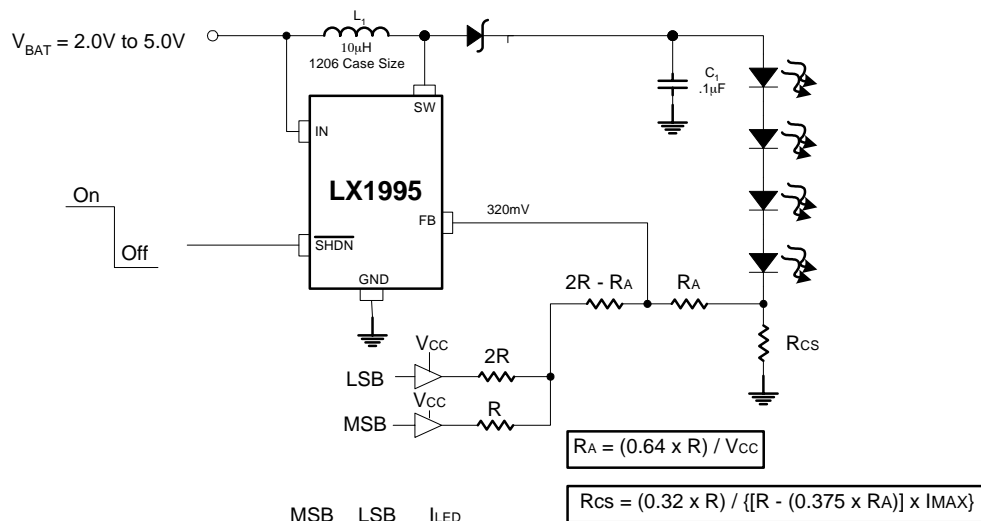 L1
VBAT = 2.0V to 5.0V
10µH
1206 Case Size
C1
.1µF
SW
IN
LX1995
On
Off
FB
320mV
SHDN
GND
2R - RA
RA
RCS
VCC
LSB
2R
VCC
MSB
R
RA = (0.64 x R) / VCC
Rcs = (0.32 x R) / {[R - (0.375 x RA)] x IMAX}
MSB LSB ILED